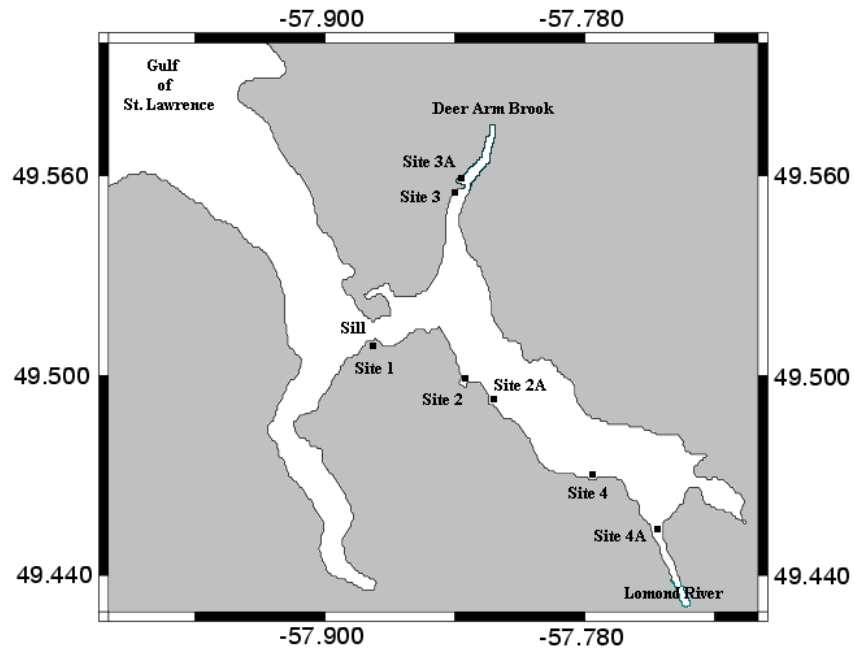 -57.900
-57.780
Gulf
of
St. Lawrence
Deer Arm Brook
Site 3A
49.560
49.560
Site 3
Sill
Site 1
49.500
49.500
Site 2A
Site 2
Site 4
Site 4A
49.440
49.440
Lomond River
-57.900
-57.780